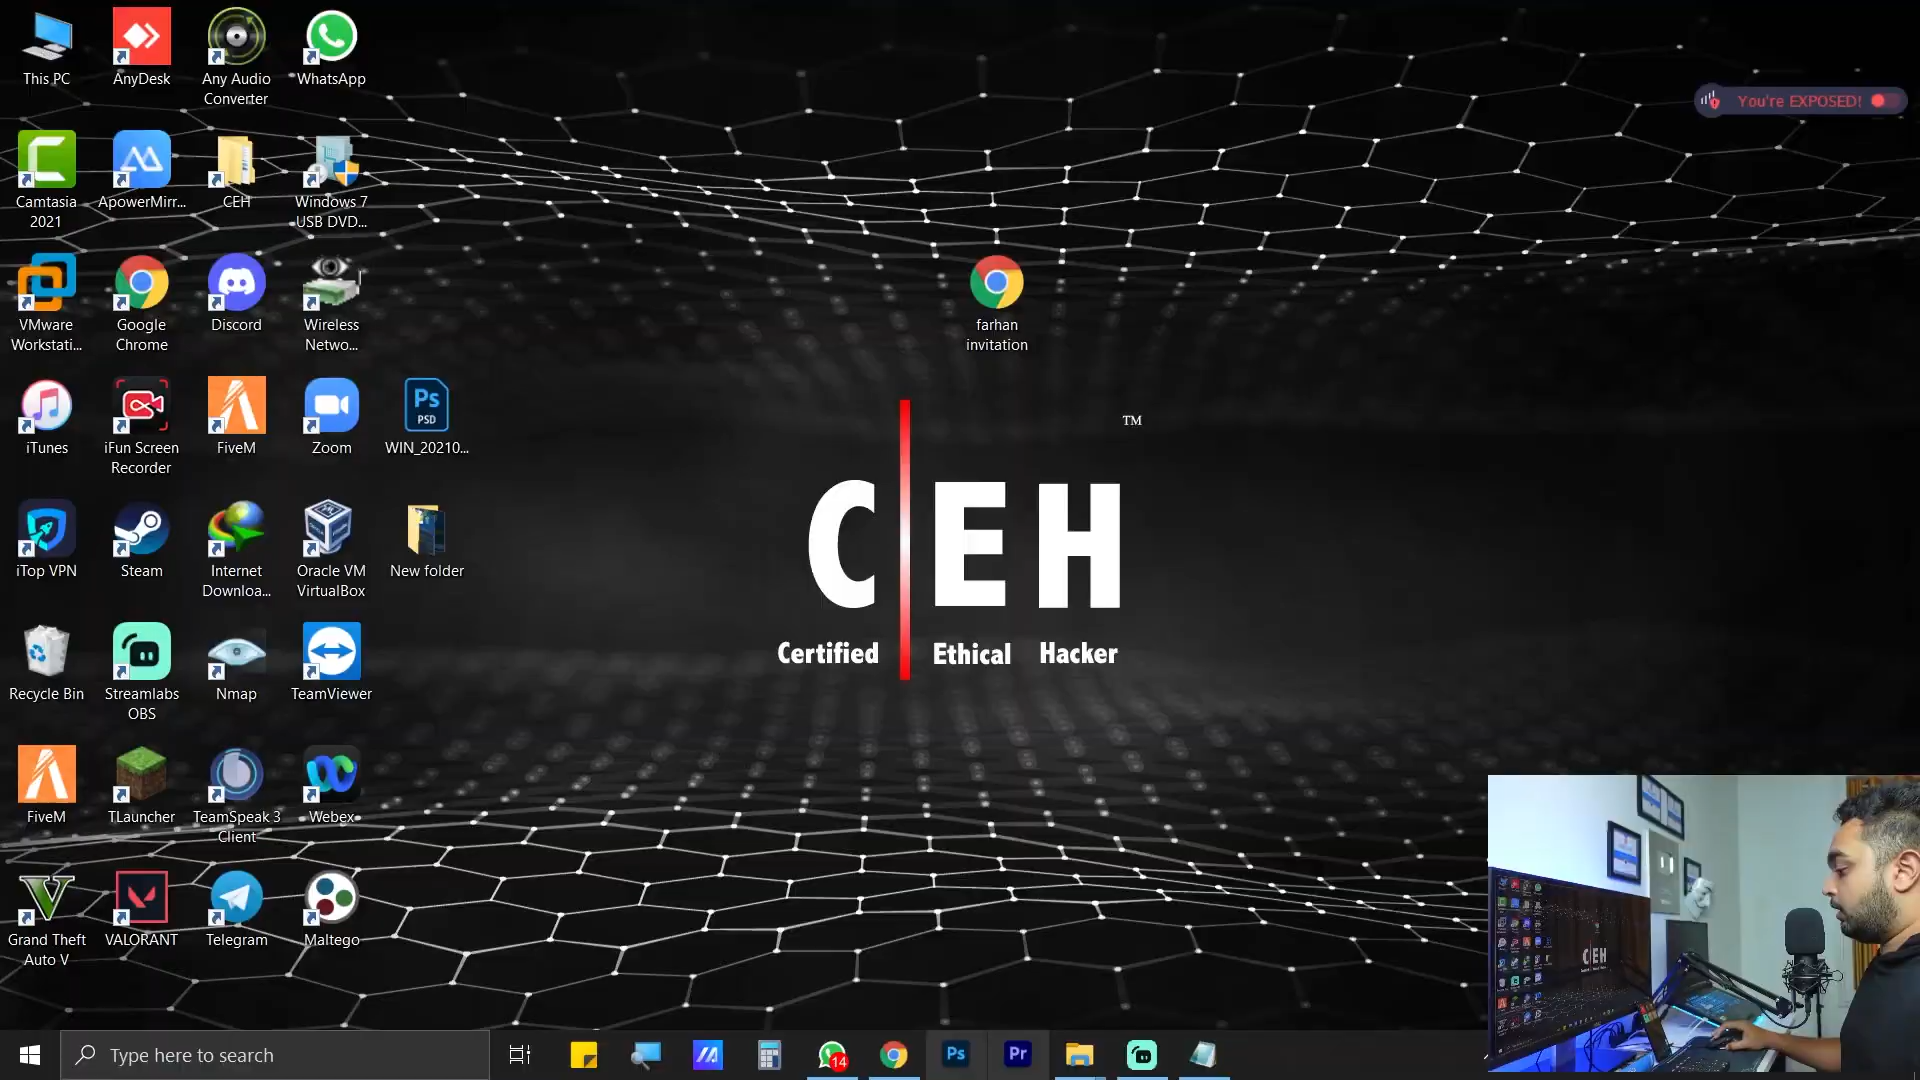 This PC
AnyDesk
Any Audio
Converter
WhatsApp
You're EXPOSED!
Camtasia
2021
ApowerMirr...
CEH
Windows 7
USB DVD...
VMware
Workstati...
Google
Chrome
Discord
Wireless
Netwo...
farhan
invitation
iTunes
iFun Screen
Recorder
FiveM
Zoom
Ps
PSD
WIN_20210...
TM
C|EH
Certified Ethical Hacker
iTop VPN
Steam
Internet
Downloa...
Oracle VM
VirtualBox
New folder
Recycle Bin
Streamlabs
OBS
Nmap
TeamViewer
FiveM
TLauncher
TeamSpeak 3
Client
Webex
Grand Theft
Auto V
VALORANT
Telegram
Maltego
Type here to search
14
Ps
Pr
C|EH